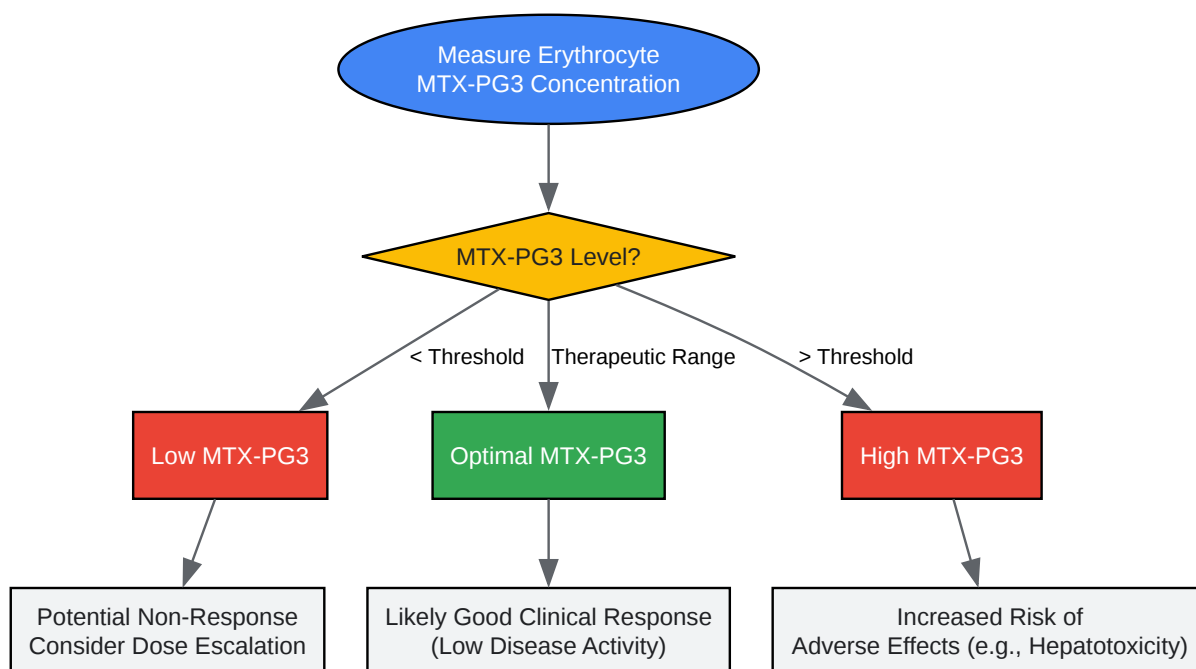 Measure Erythrocyte
MTX-PG3 Concentration
MTX-PG3 Level?
< Threshold
Therapeutic Range
> Threshold
Low MTX-PG3
Optimal MTX-PG3
High MTX-PG3
Potential Non-Response
Consider Dose Escalation
Likely Good Clinical Response
(Low Disease Activity)
Increased Risk of
Adverse Effects (e.g., Hepatotoxicity)